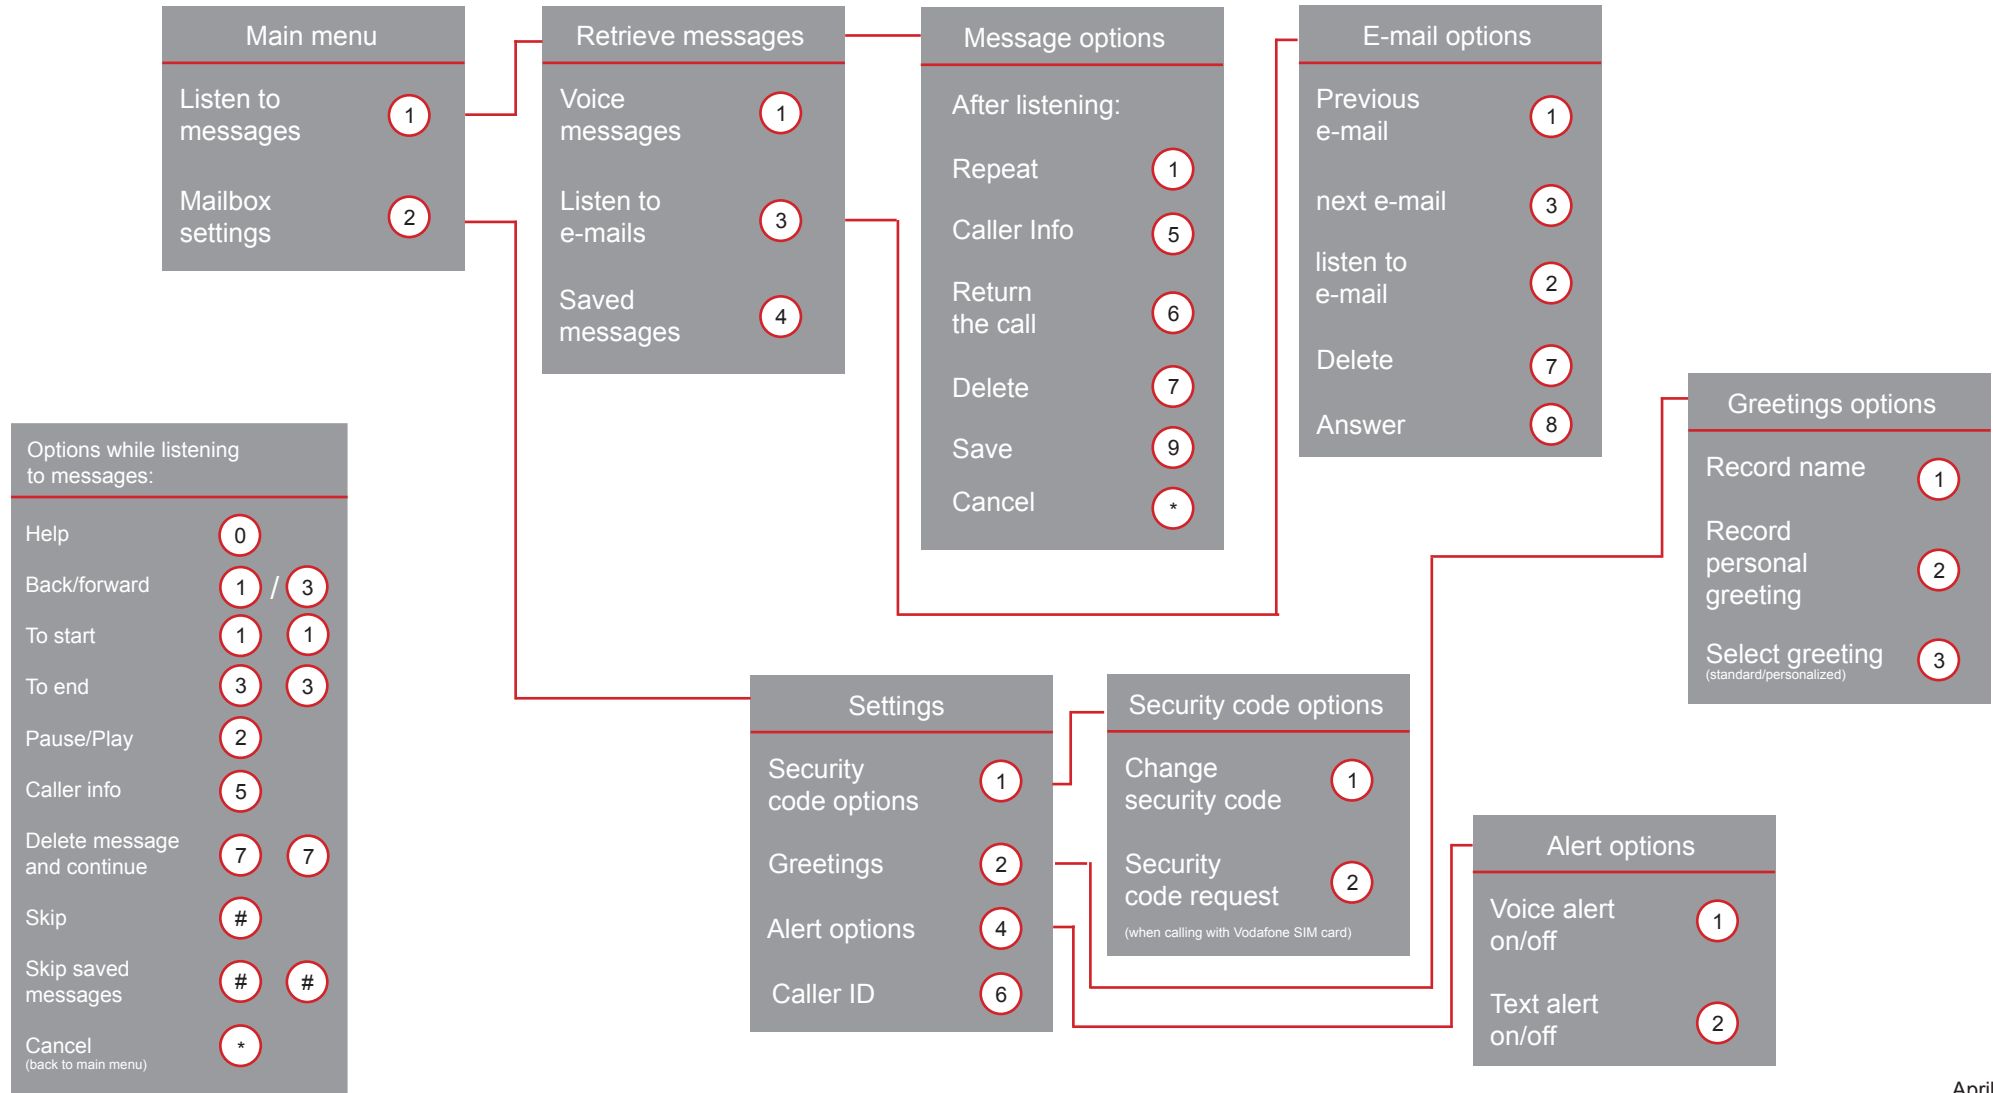 Main menu
Listen to
messages 1
Mailbox
settings 2
Retrieve messages
Voice
messages 1
Listen to
e-mails 3
Saved
messages 4
Message options
After listening:
Repeat 1
Caller Info 5
Return
the call 6
Delete 7
Save 9
Cancel *
E-mail options
Previous
e-mail 1
next e-mail 3
listen to
e-mail 2
Delete 7
Answer 8
Greetings options
Record name 1
Record
personal
greeting 2
Select greeting 3
(standard/personalized)
Options while listening
to messages:
Help 0
Back/forward 1 / 3
To start 1 1
To end 3 3
Pause/Play 2
Caller info 5
Delete message
and continue 7 7
Skip #
Skip saved
messages # #
Cancel *
(back to main menu)
Settings
Security
code options 1
Greetings 2
Alert options 4
Caller ID 6
Security code options
Change
security code 1
Security
code request 2
(when calling with Vodafone SIM card)
Alert options
Voice alert
on/off 1
Text alert
on/off 2
April